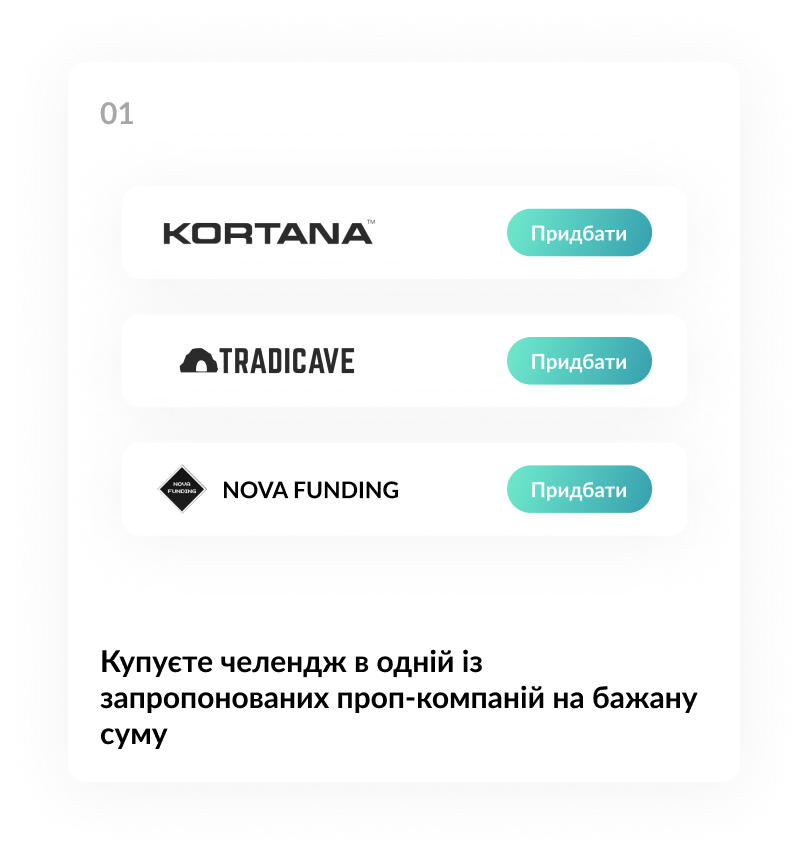 01
KORTANA™
Придбати
TRADICAVE
Придбати
NOVA
FUNDING
NOVA FUNDING
Придбати
Купуєте челендж в одній із
запропонованих проп-компаній на бажану
суму